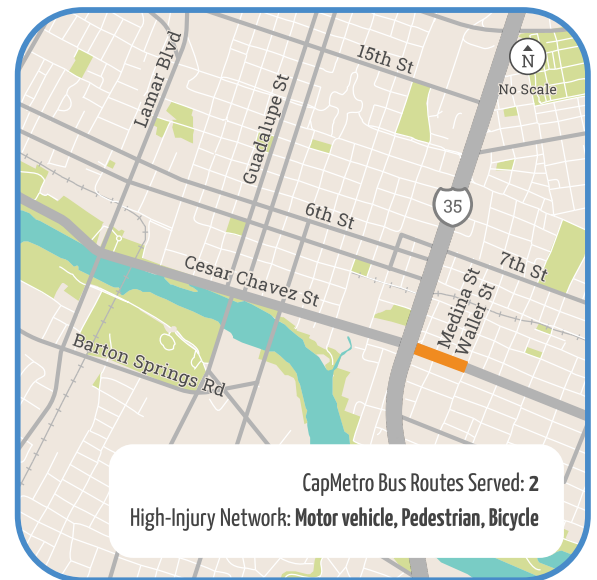 Lamar Blvd
15th St
N
No Scale
Guadalupe St
35
6th St
7th St
Cesar Chavez St
Medina St
Waller St
Barton Springs Rd
CapMetro Bus Routes Served: 2
High-Injury Network: Motor vehicle, Pedestrian, Bicycle